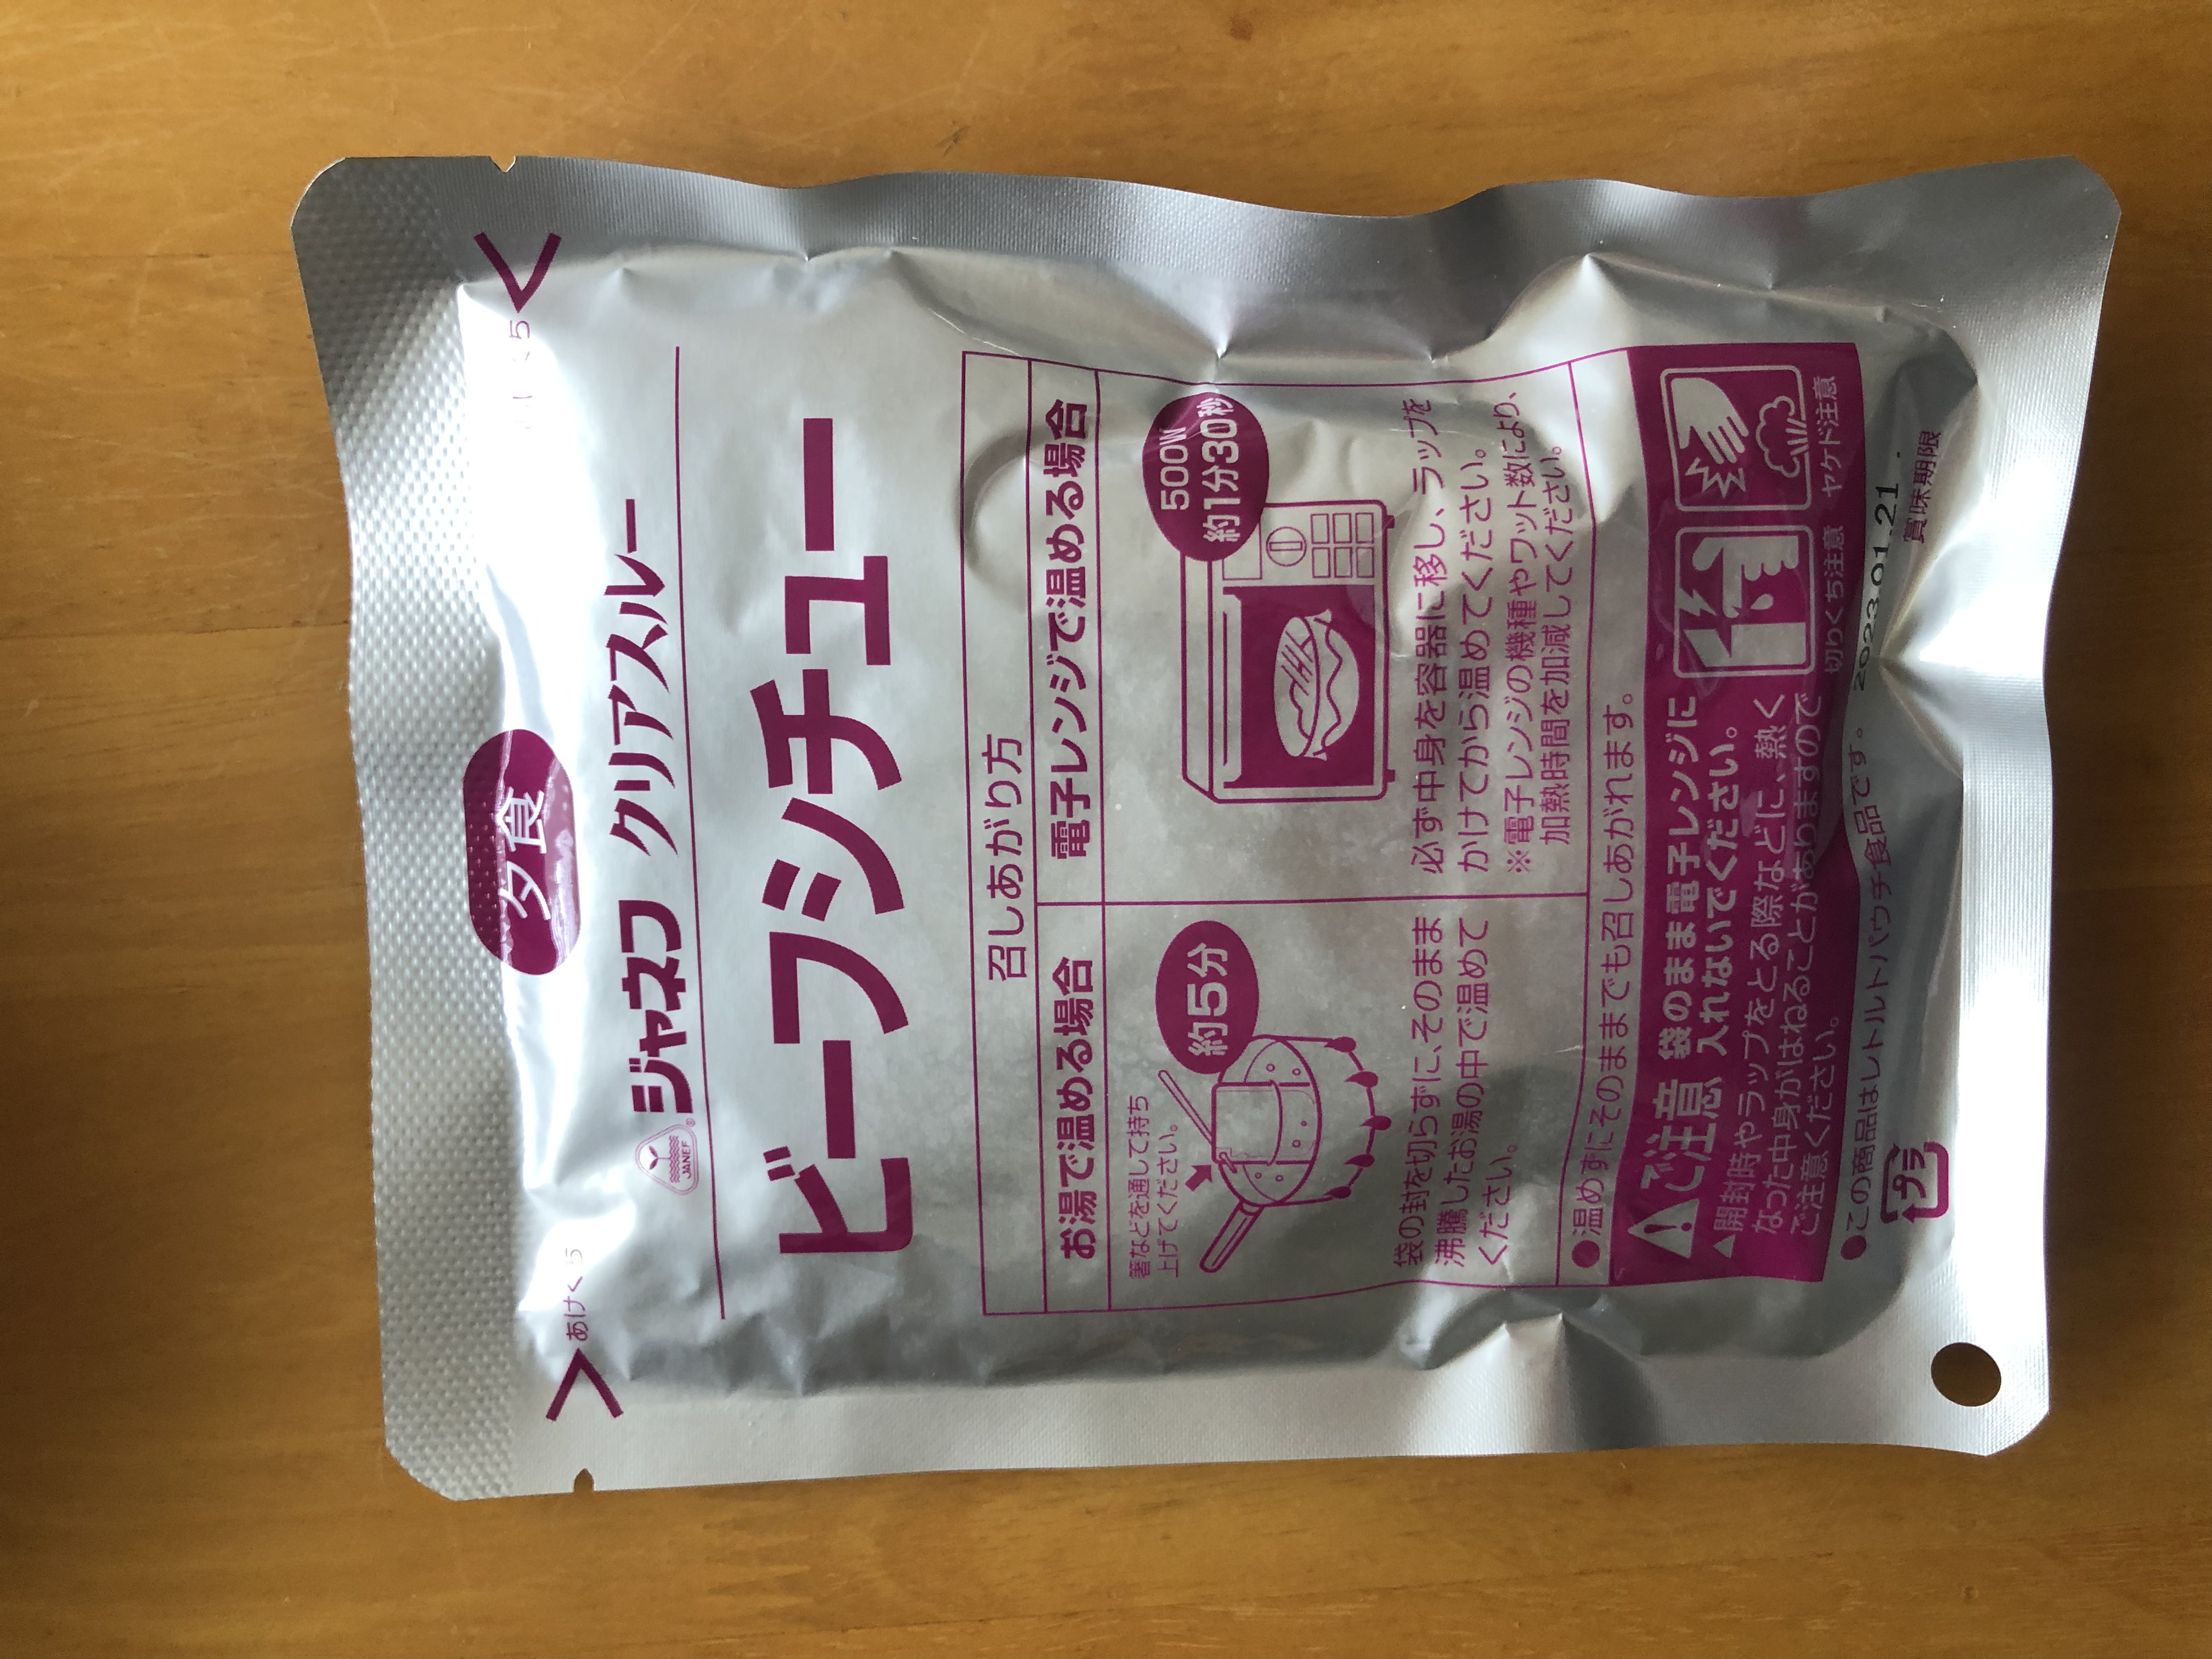 夕食
あけくち
JANEF
ジャネフ クリアスルー
ビーフシチュー
召しあがり方
お湯で温める場合
箸などを通して持ち
上げてください。
約5分
袋の封を切らずに、そのまま
沸騰したお湯の中で温めて
ください。
電子レンジで温める場合
500W
約1分30秒
必ず中身を容器に移し、ラップを
かけてから温めてください。
※電子レンジの機種やワット数により、
加熱時間を加減してください。
●温めずにそのままでも召しあがれます。
ご注意 袋のまま電子レンジに
入れないでください。
▲開封時やラップをとる際などに、熱く
なった中身がはねることがありますので
ご注意ください。
切りくち注意
ヤケド注意
●この商品はレトルトパウチ食品です。
2023.01.21
賞味期限
プラ